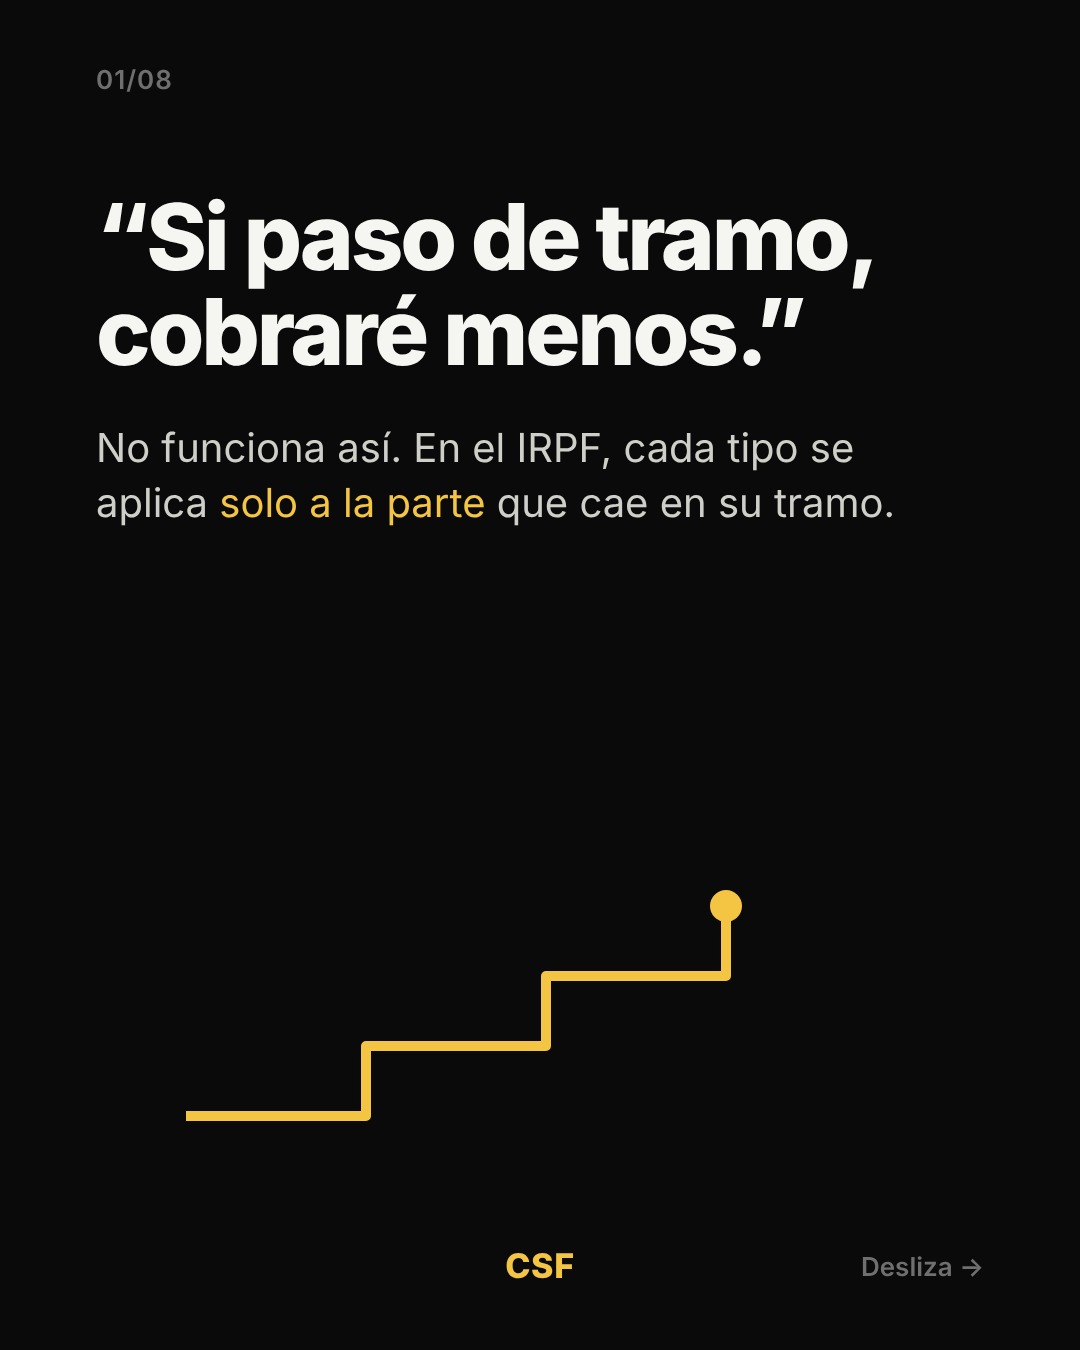 01/08
“Si paso de tramo,
cobraré menos.”
No funciona así. En el IRPF, cada tipo se
aplica solo a la parte que cae en su tramo.
CSF
Desliza →